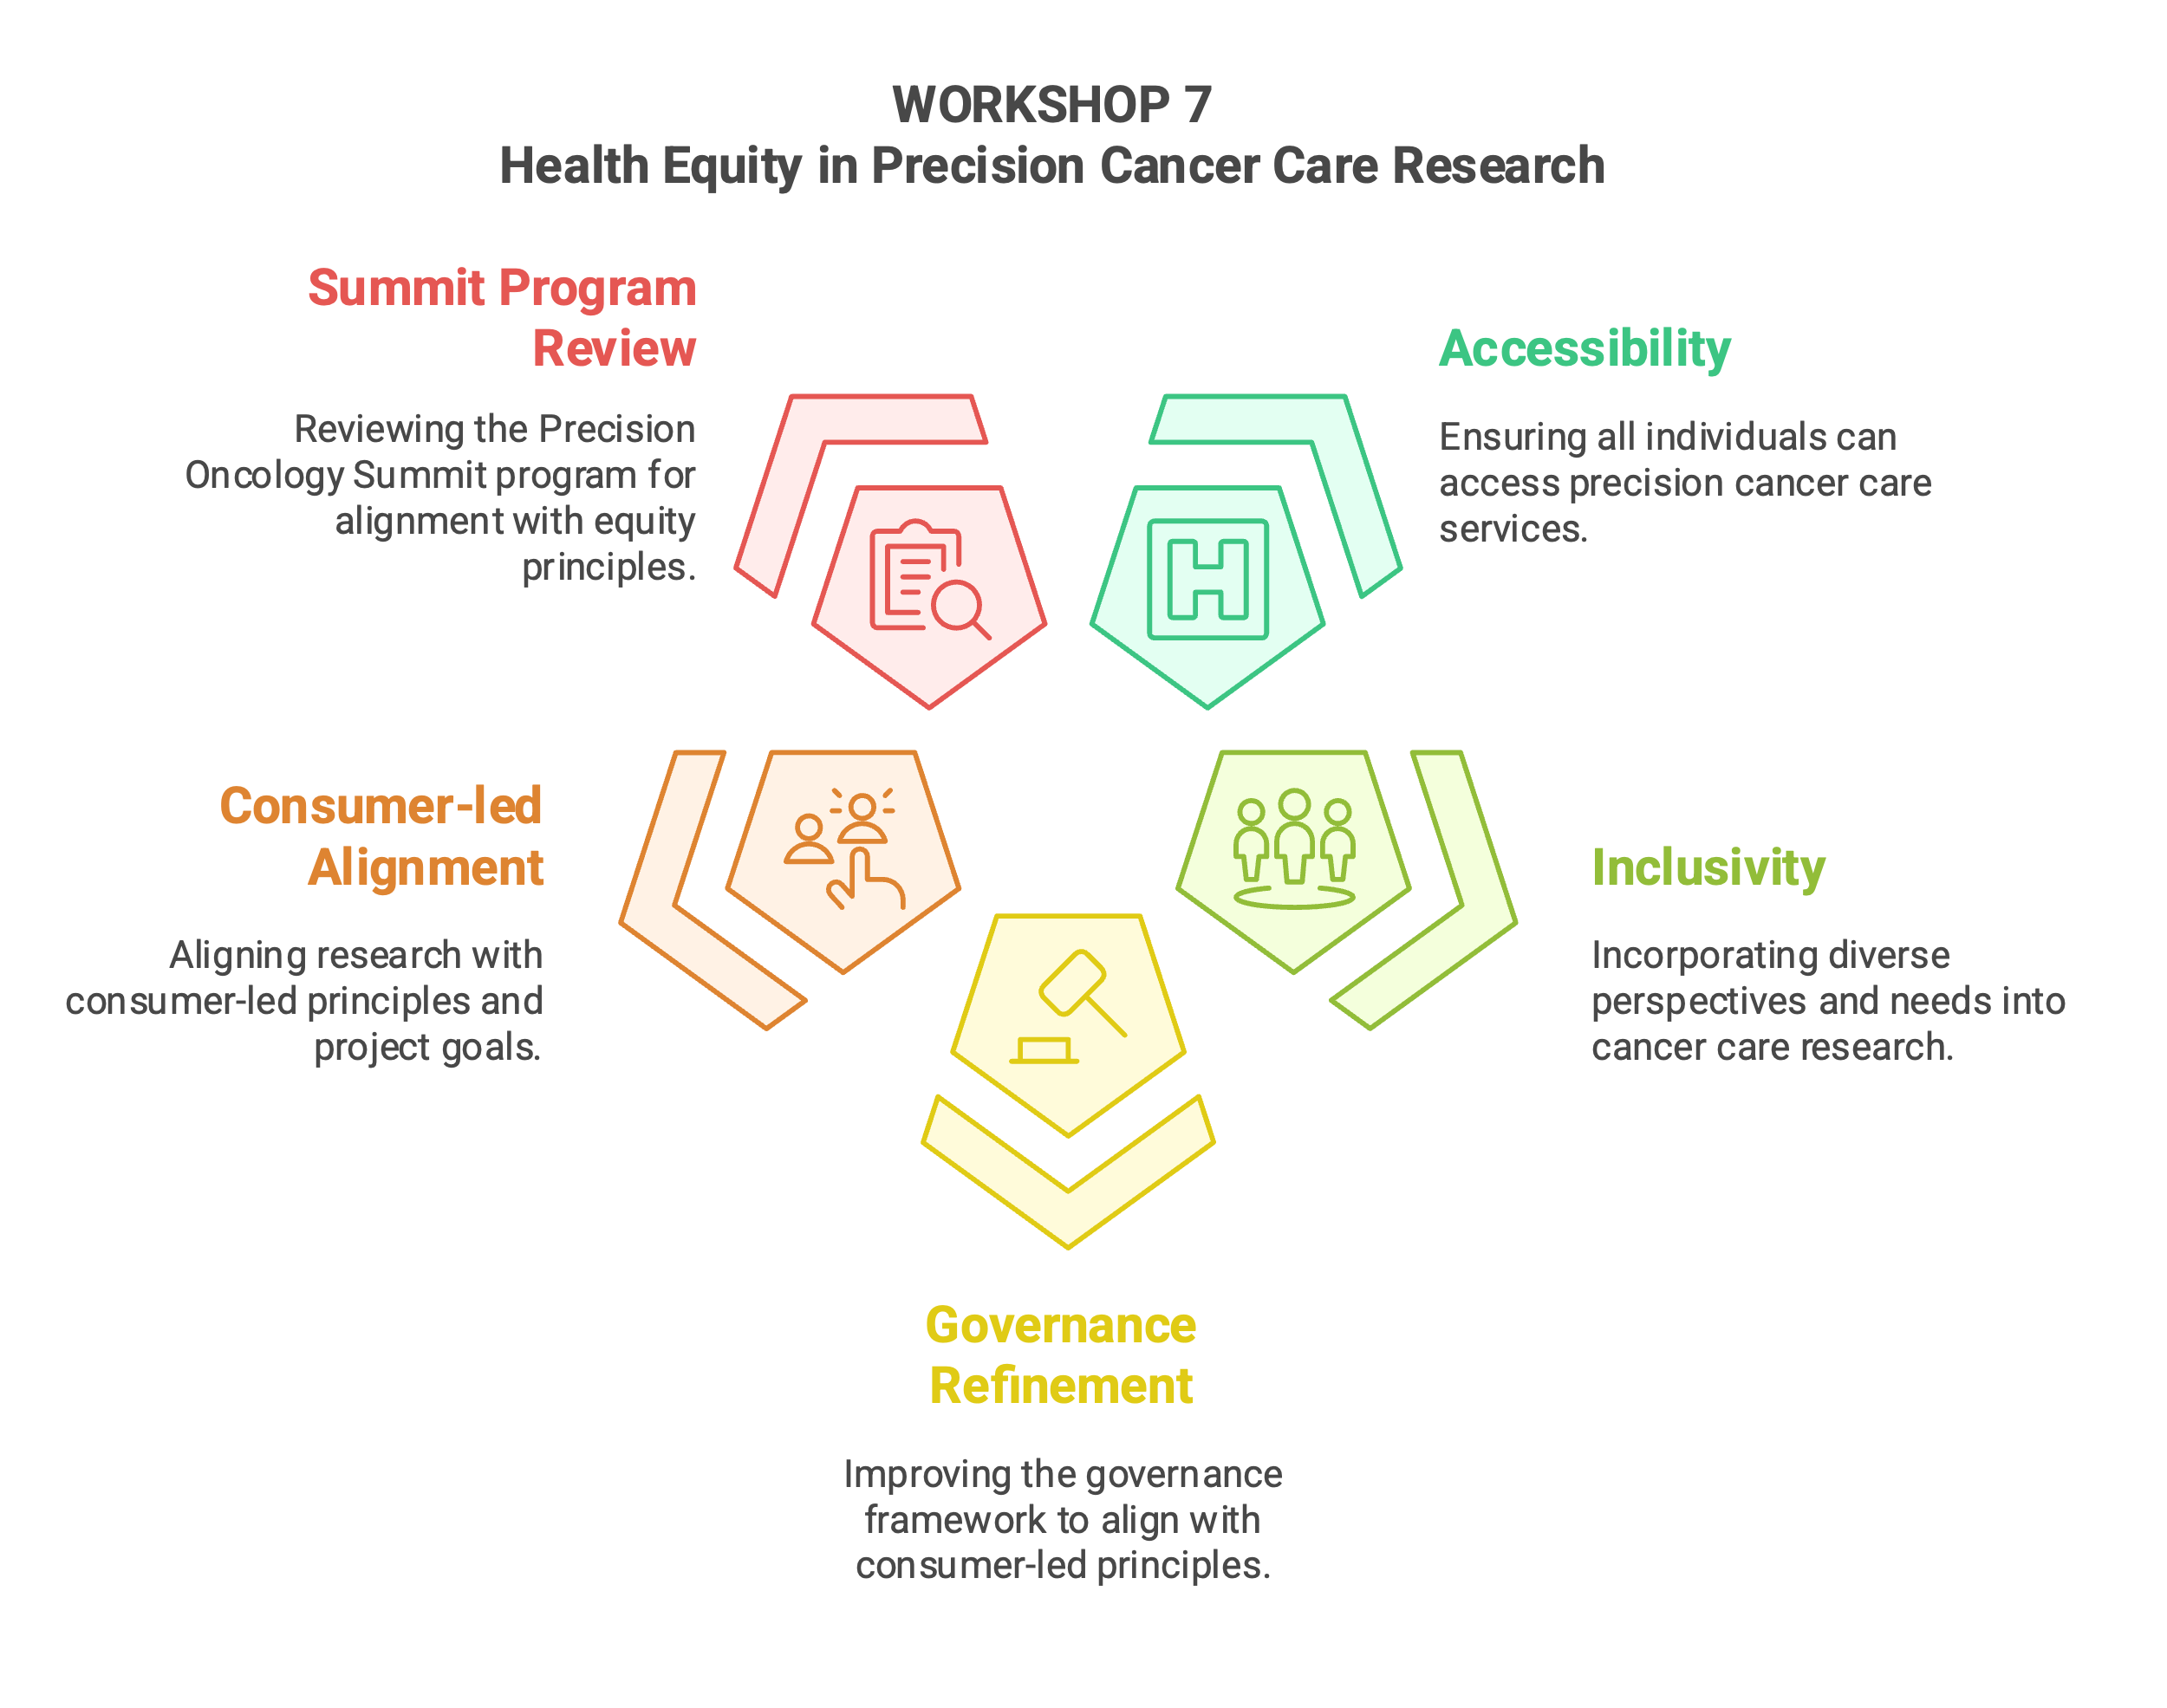 WORKSHOP 7
Health Equity in Precision Cancer Care Research
Summit Program
Review
Reviewing the Precision
Oncology Summit program for
alignment with equity
principles.
Accessibility
Ensuring all individuals can
access precision cancer care
services.
Consumer-led
Alignment
Aligning research with
consumer-led principles and
project goals.
Inclusivity
Incorporating diverse
perspectives and needs into
cancer care research.
Governance
Refinement
Improving the governance
framework to align with
consumer-led principles.